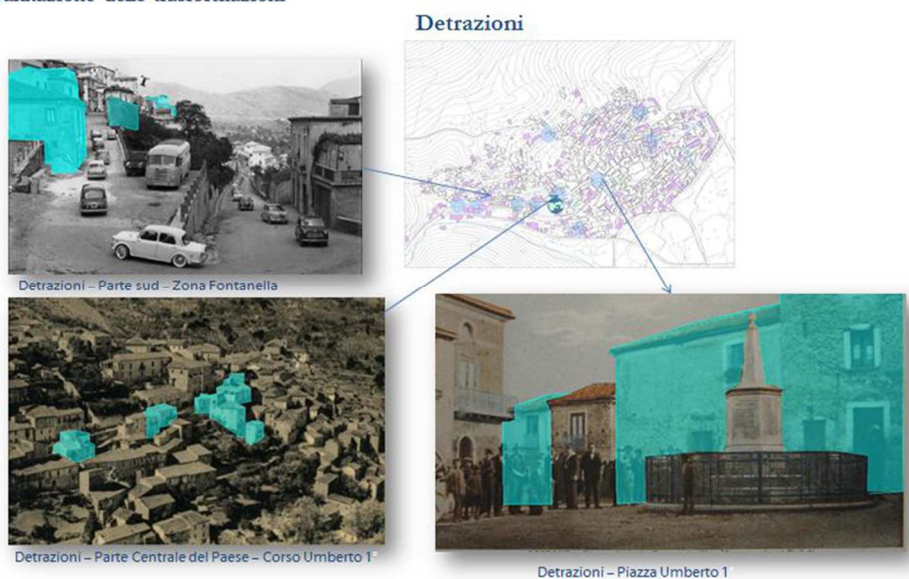 Detrazioni
Detrazioni – Parte sud – Zona Fontanella
Detrazioni – Parte Centrale del Paese – Corso Umberto 1°
Detrazioni – Piazza Umberto 1°